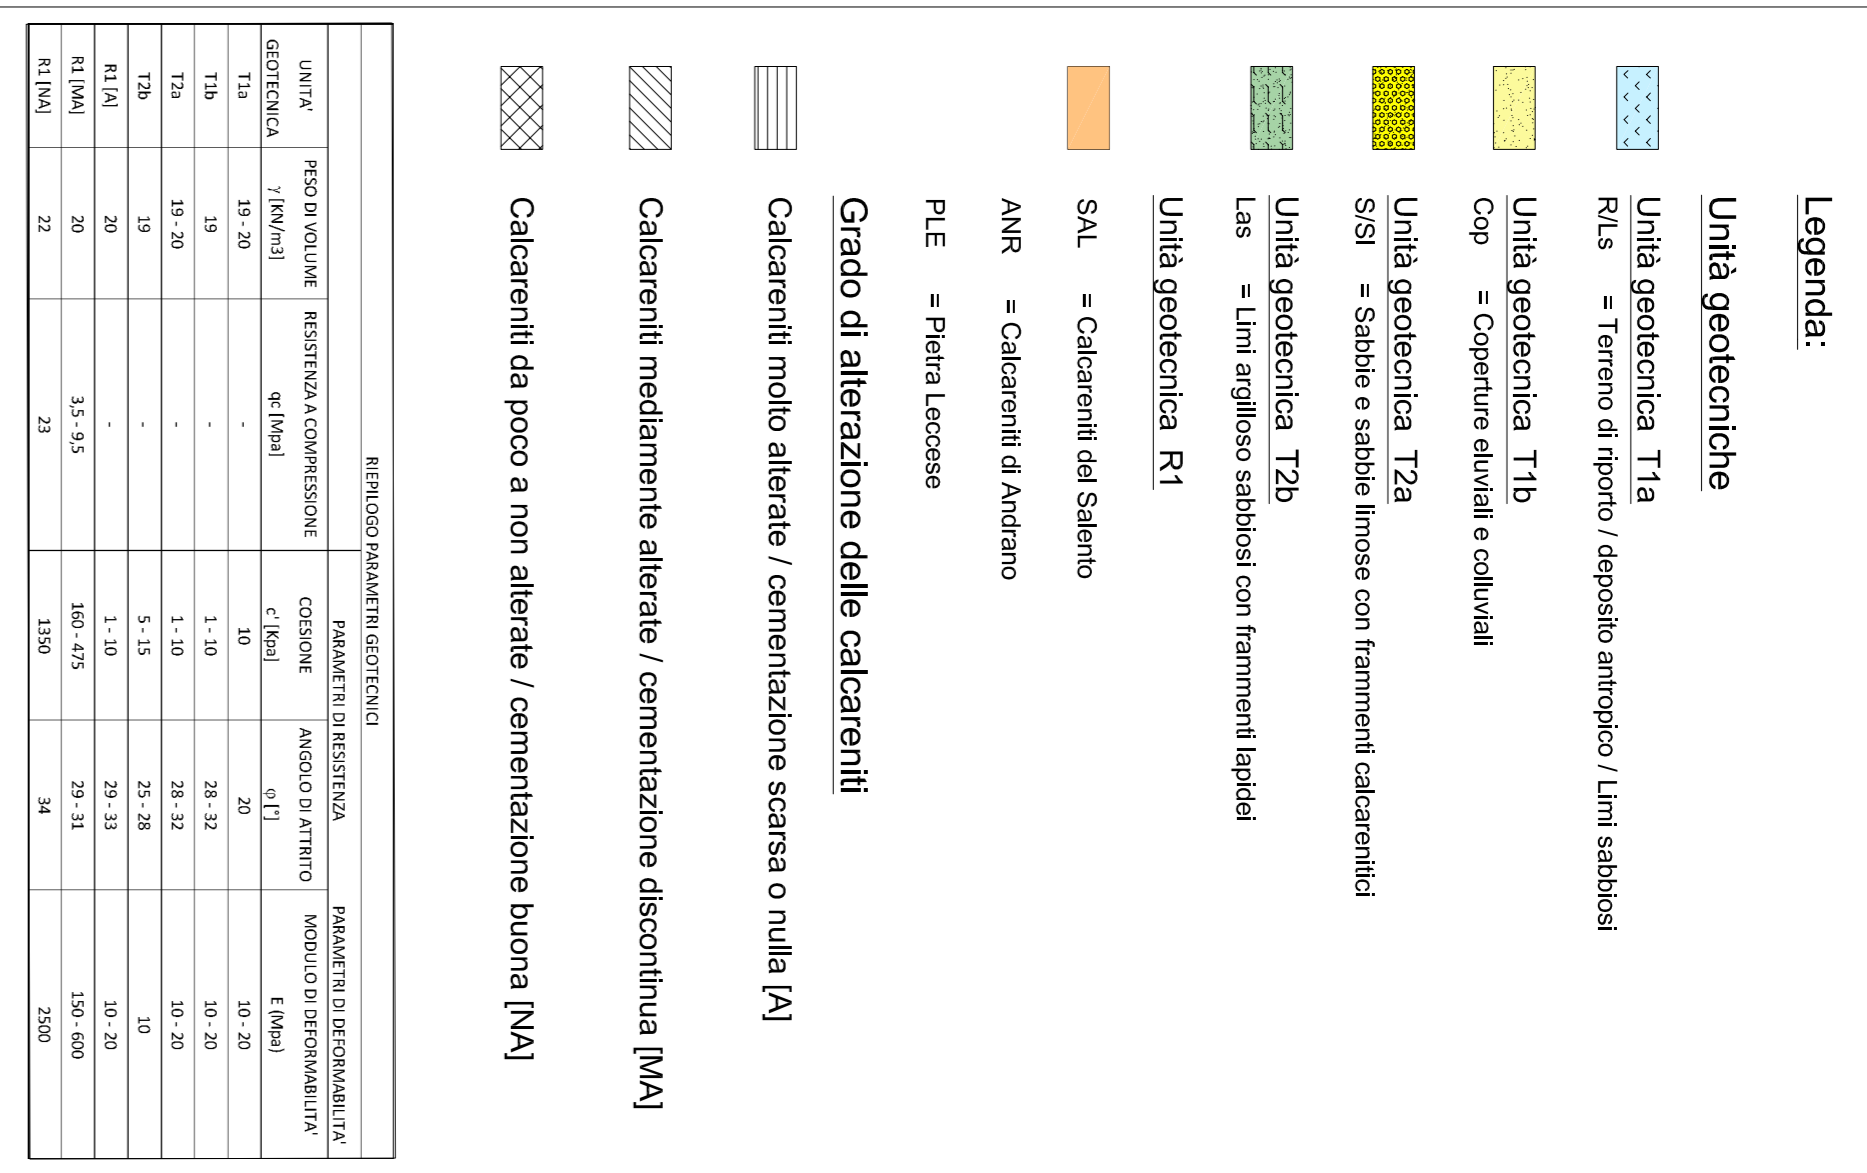 Legenda:
Unità geotecniche
Unità geotecnica T1a
R/Ls = Terreno di riporto / deposito antropico / Limi sabbiosi
Unità geotecnica T1b
Cop = Coperture eluviali e colluviali
Unità geotecnica T2a
S/Sl = Sabbie e sabbie limose con frammenti calcarenitici
Unità geotecnica T2b
Las = Limi argilloso sabbiosi con frammenti lapidei
Unità geotecnica R1
SAL = Calcareniti del Salento
ANR = Calcareniti di Andrano
PLE = Pietra Leccese
Grado di alterazione delle calcareniti
Calcareniti molto alterate / cementazione scarsa o nulla [A]
Calcareniti mediamente alterate / cementazione discontinua [MA]
Calcareniti da poco a non alterate / cementazione buona [NA]
RIEPILOGO PARAMETRI GEOTECNICI
PARAMETRI DI RESISTENZA PARAMETRI DI DEFORMABILITA'
UNITA' PESO DI VOLUME RESISTENZA A COMPRESSIONE COESIONE ANGOLO DI ATTRITO MODULO DI DEFORMABILITA'
GEOTECNICA γ [KN/m3] qc [Mpa] c' [Kpa] φ [°] E (Mpa)
T1a 19 - 20 - 10 20 10 - 20
T1b 19 - 1 - 10 28 - 32 10 - 20
T2a 19 - 20 - 1 - 10 28 - 32 10 - 20
T2b 19 - 5 - 15 25 - 28 10
R1 [A] 20 - 1 - 10 29 - 33 10 - 20
R1 [MA] 20 3,5 - 9,5 160 - 475 29 - 31 150 - 600
R1 [NA] 22 23 1350 34 2500